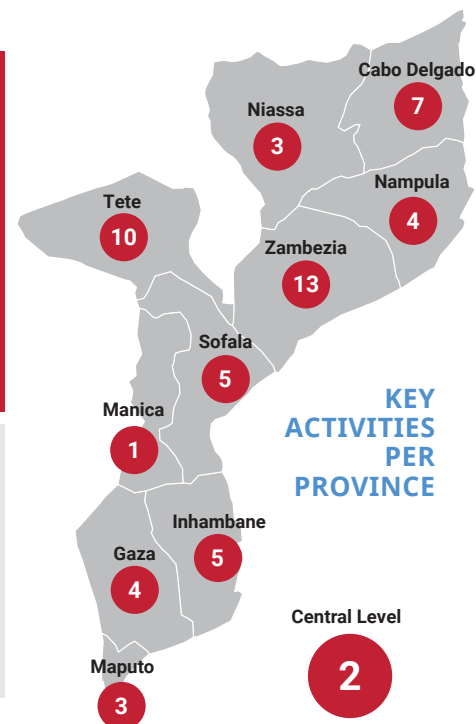 Cabo Delgado
7
Niassa
3
Nampula
4
Tete
10
Zambezia
13
Sofala
5
KEY
ACTIVITIES
PER
PROVINCE
Manica
1
Inhambane
5
Gaza
4
Central Level
2
Maputo
3